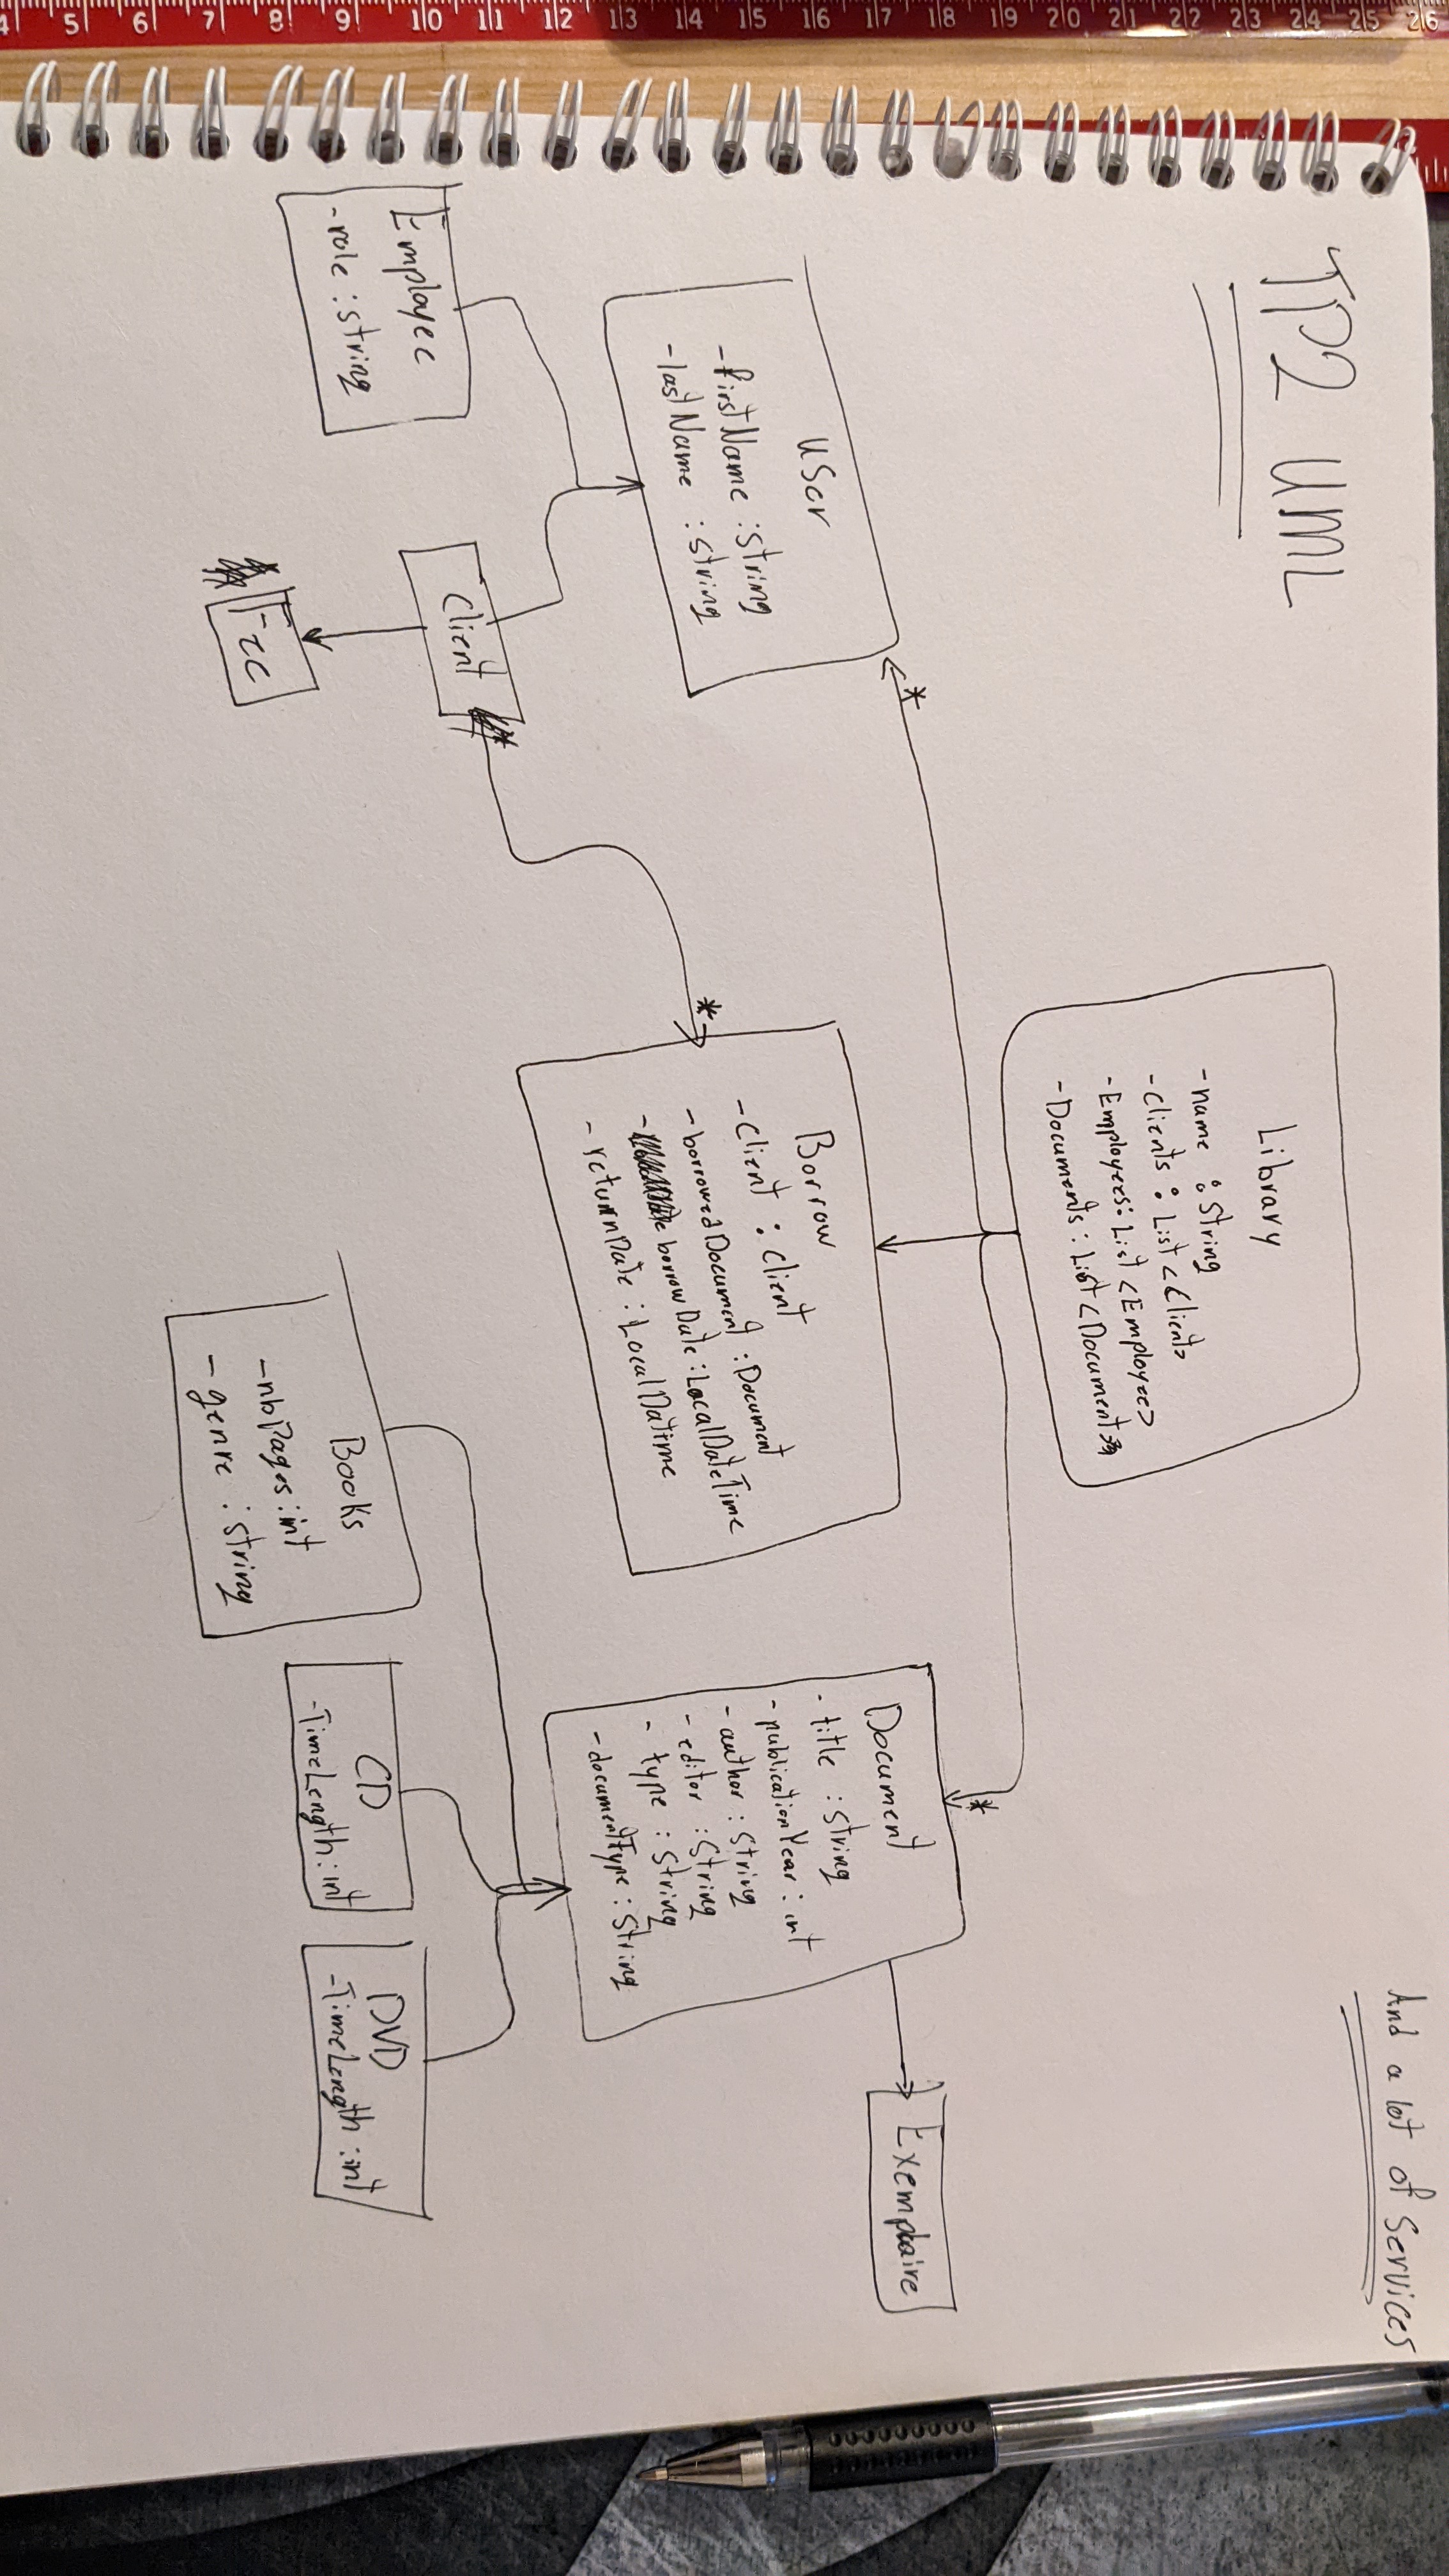 TP2 UML
And a lot of Services
Library
-name : String
-Clients : List <Client>
-Employees: List <Employee>
-Documents : List <Document>
*
User
-firstName : String
-lastName : String
Employee
-role : String
Client
Fee
*
Borrow
-Client : Client
-borrowedDocument : Document
- borrowDate : LocalDateTime
-returnDate : LocalDatime
*
Document
-title : String
-publicationYear : int
-author : String
-editor : String
-type : String
-documentType : String
Exemplaire
Books
-nbPages : int
-genre : String
CD
-TimeLength : int
DVD
-TimeLength : int
4 5 6 7 8 9 10 11 12 13 14 15 16 17 18 19 20 21 22 23 24 25 26